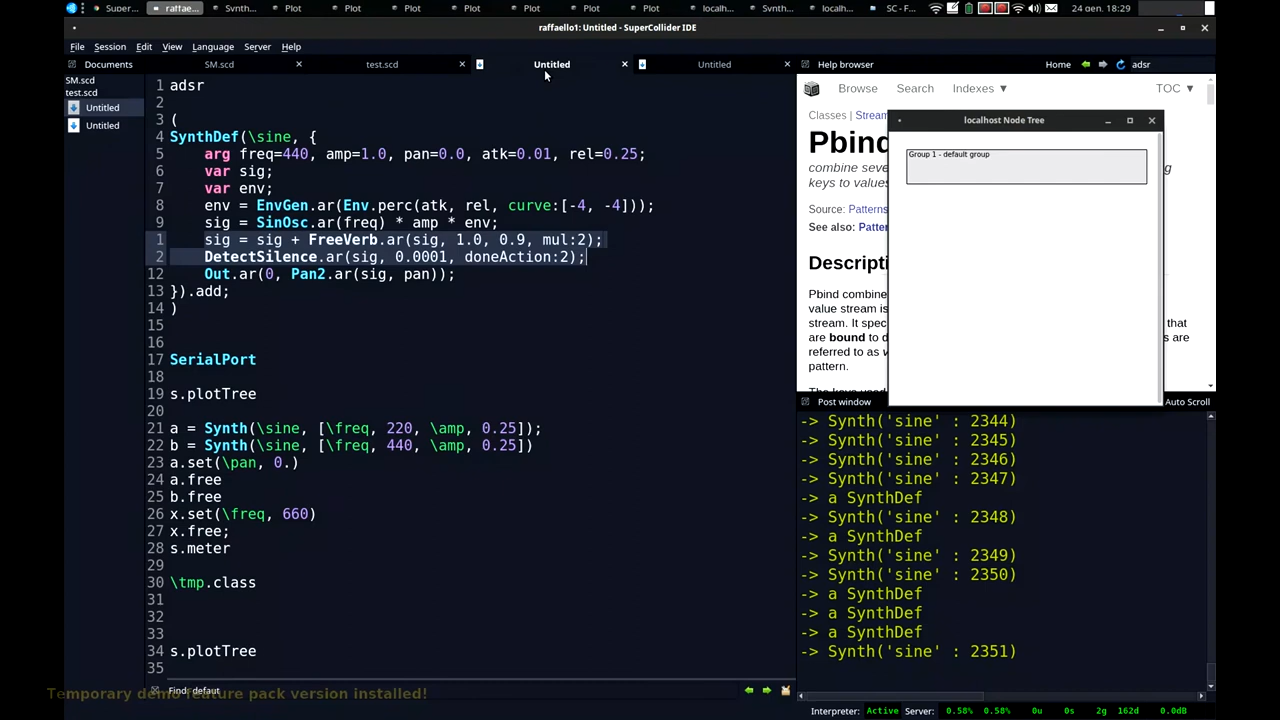 Super...
raffae...
Synth...
Plot
Plot
Plot
Plot
Plot
Plot
localh...
Synth...
localh...
SC - F...
24 gen, 18:29
raffaello1: Untitled - SuperCollider IDE
File
Session
Edit
View
Language
Server
Help
Documents
SM.scd
test.scd
Untitled
Untitled
Help browser
Home
adsr
SM.scd
test.scd
Untitled
Untitled
1 adsr
2
3 (
4 SynthDef(\sine, {
5 arg freq=440, amp=1.0, pan=0.0, atk=0.01, rel=0.25;
6 var sig;
7 var env;
8 env = EnvGen.ar(Env.perc(atk, rel, curve:[-4, -4]));
9 sig = SinOsc.ar(freq) * amp * env;
1 sig = sig + FreeVerb.ar(sig, 1.0, 0.9, mul:2);
2 DetectSilence.ar(sig, 0.0001, doneAction:2);
12 Out.ar(0, Pan2.ar(sig, pan));
13 }).add;
14 )
15
16
17 SerialPort
18
19 s.plotTree
20
21 a = Synth(\sine, [\freq, 220, \amp, 0.25]);
22 b = Synth(\sine, [\freq, 440, \amp, 0.25])
23 a.set(\pan, 0.)
24 a.free
25 b.free
26 x.set(\freq, 660)
27 x.free;
28 s.meter
29
30 \tmp.class
31
32
33
34 s.plotTree
35
Find: defaut
Temporary demo feature pack version installed!
Browse
Search
Indexes ▼
TOC ▼
Classes | Stream
Pbind
combine seve
keys to values
Source: Patterns
See also: Patter
Descripti
Pbind combine
value stream is
stream. It spec
that
are bound to d
s are
referred to as v
pattern.
localhost Node Tree
Group 1 - default group
Post window
Auto Scroll
-> Synth('sine' : 2344)
-> Synth('sine' : 2345)
-> Synth('sine' : 2346)
-> Synth('sine' : 2347)
-> a SynthDef
-> Synth('sine' : 2348)
-> a SynthDef
-> Synth('sine' : 2349)
-> Synth('sine' : 2350)
-> a SynthDef
-> a SynthDef
-> a SynthDef
-> Synth('sine' : 2351)
Interpreter: Active Server: 0.58% 0.58% 0u 0s 2g 162d 0.0dB